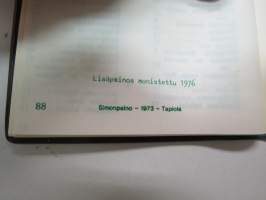 Lisäpainos monistettu 1976
88
Simonpaino - 1973 - Tapiola